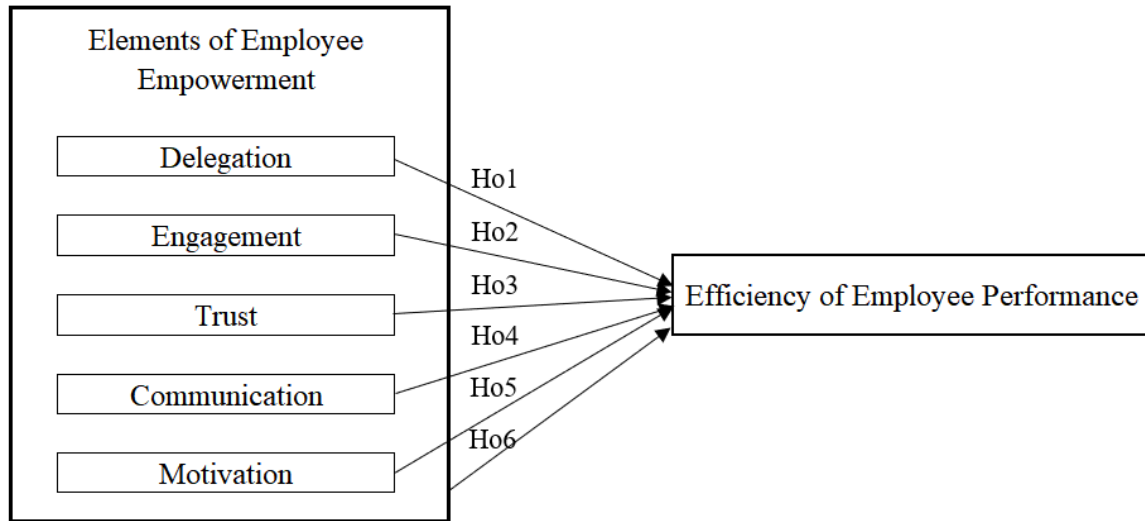 Elements of Employee
Empowerment
Delegation
Engagement
Trust
Communication
Motivation
Ho1
Ho2
Ho3
Ho4
Ho5
Ho6
Efficiency of Employee Performance